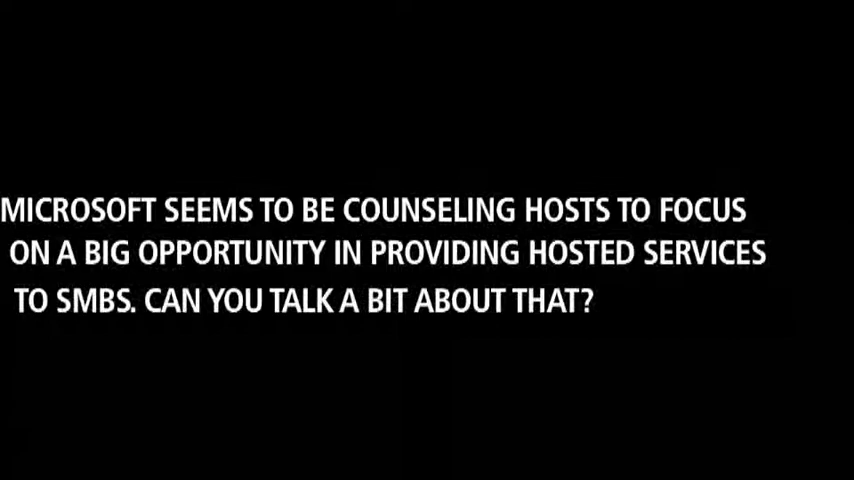 MICROSOFT SEEMS TO BE COUNSELING HOSTS TO FOCUS
ON A BIG OPPORTUNITY IN PROVIDING HOSTED SERVICES
TO SMBS. CAN YOU TALK A BIT ABOUT THAT?